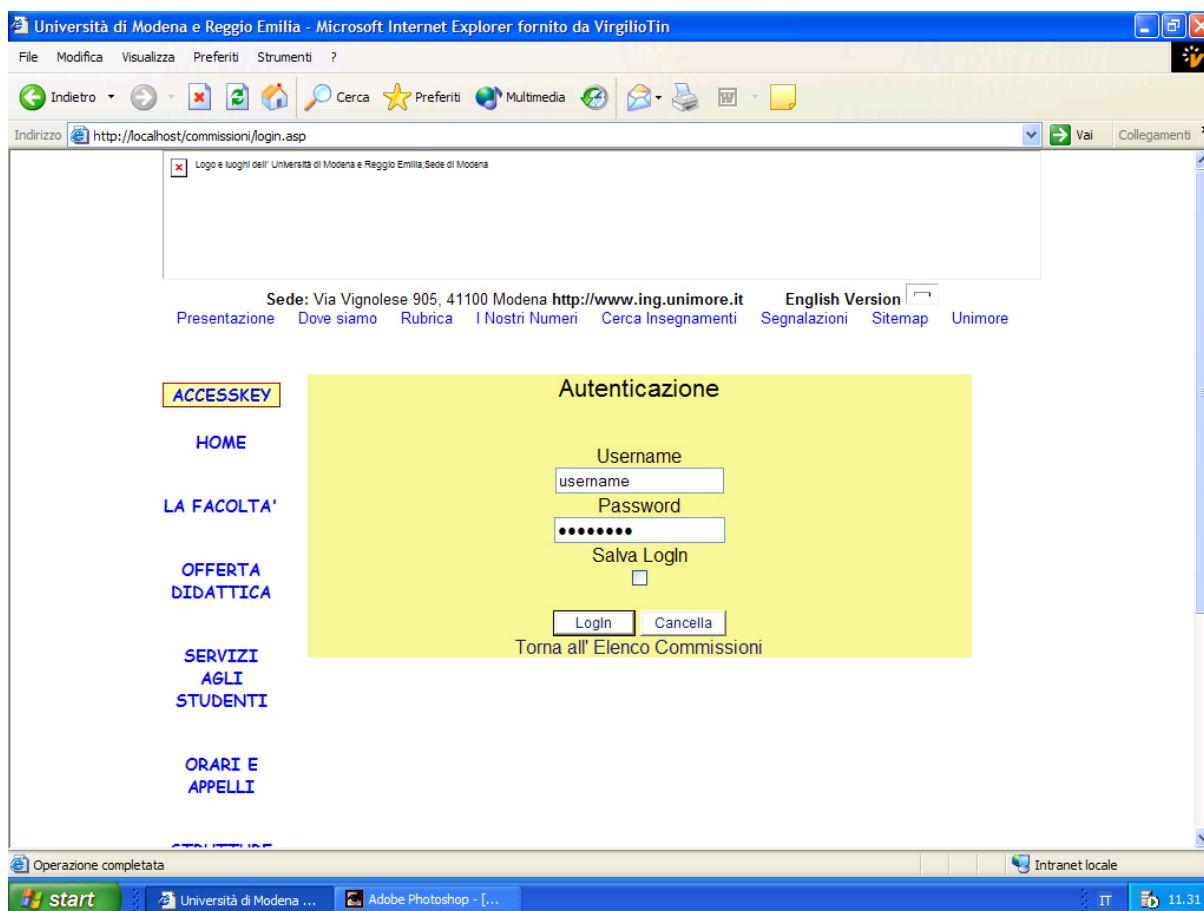 Università di Modena e Reggio Emilia - Microsoft Internet Explorer fornito da VirgilioTin
File Modifica Visualizza Preferiti Strumenti ?
Indietro Cerca Preferiti Multimedia
Indirizzo http://localhost/commissioni/login.asp Vai Collegamenti
Logo e luoghi dell' Università di Modena e Reggio Emilia;Sede di Modena
Sede: Via Vignolese 905, 41100 Modena http://www.ing.unimore.it English Version
Presentazione Dove siamo Rubrica I Nostri Numeri Cerca Insegnamenti Segnalazioni Sitemap Unimore
ACCESSKEY
HOME
LA FACOLTA'
OFFERTA
DIDATTICA
SERVIZI
AGLI
STUDENTI
ORARI E
APPELLI
STRUTTURE
Autenticazione
Username
username
Password
••••••••
Salva LogIn
LogIn Cancella
Torna all' Elenco Commissioni
Operazione completata Intranet locale
start Università di Modena ... Adobe Photoshop - [... IT 11.31